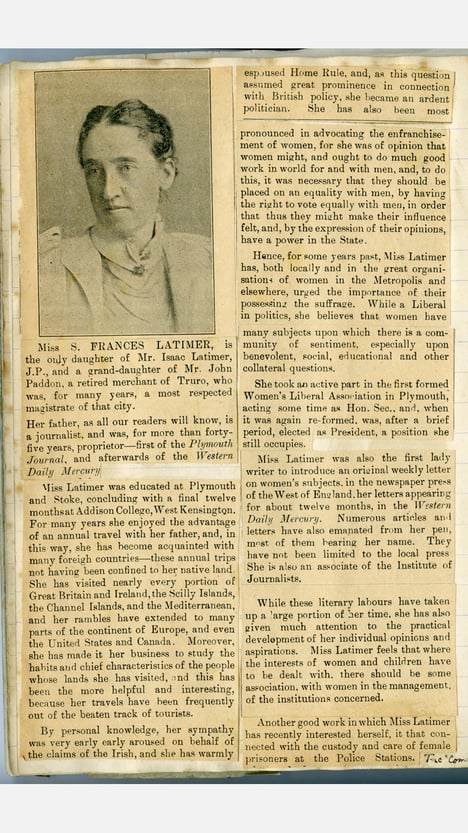 Miss S. FRANCES LATIMER, is
the only daughter of Mr. Isaac Latimer,
J.P., and a grand-daughter of Mr. John
Paddon, a retired merchant of Truro, who
was, for many years, a most respected
magistrate of that city.
Her father, as all our readers will know, is
a journalist, and was, for more than forty-
five years, proprietor—first of the Plymouth
Journal, and afterwards of the Western
Daily Mercury
Miss Latimer was educated at Plymouth
and Stoke, concluding with a final twelve
months at Addison College, West Kensington.
For many years she enjoyed the advantage
of an annual travel with her father, and, in
this way, she has become acquainted with
many foreign countries—these annual trips
not having been confined to her native land.
She has visited nearly every portion of
Great Britain and Ireland, the Scilly Islands,
the Channel Islands, and the Mediterranean,
and her rambles have extended to many
parts of the continent of Europe, and even
the United States and Canada. Moreover,
she has made it her business to study the
habits and chief characteristics of the people
whose lands she has visited, and this has
been the more helpful and interesting,
because her travels have been frequently
out of the beaten track of tourists.
By personal knowledge, her sympathy
was very early early aroused on behalf of
the claims of the Irish, and she has warmly
espoused Home Rule, and, as this question
assumed great prominence in connection
with British policy, she became an ardent
politician. She has also been most
pronounced in advocating the enfranchise-
ment of women, for she was of opinion that
women might, and ought to do much good
work in world for and with men, and, to do
this, it was necessary that they should be
placed on an equality with men, by having
the right to vote equally with men, in order
that thus they might make their influence
felt, and, by the expression of their opinions,
have a power in the State.
Hence, for some years past, Miss Latimer
has, both locally and in the great organi-
sations of women in the Metropolis and
elsewhere, urged the importance of their
possessing the suffrage. While a Liberal
in politics, she believes that women have
many subjects upon which there is a com-
munity of sentiment, especially upon
benevolent, social, educational and other
collateral questions.
She took an active part in the first formed
Women's Liberal Association in Plymouth,
acting some time as Hon. Sec., and, when
it was again re-formed, was, after a brief
period, elected as President, a position she
still occupies.
Miss Latimer was also the first lady
writer to introduce an original weekly letter
on women's subjects, in the newspaper press
of the West of England, her letters appearing
for about twelve months, in the Western
Daily Mercury. Numerous articles and
letters have also emanated from her pen,
most of them bearing her name. They
have not been limited to the local press
She is also an associate of the Institute of
Journalists.
While these literary labours have taken
up a large portion of her time, she has also
given much attention to the practical
development of her individual opinions and
aspirations. Miss Latimer feels that where
the interests of women and children have
to be dealt with, there should be some
association, with women in the management,
of the institutions concerned.
Another good work in which Miss Latimer
has recently interested herself, it that con-
nected with the custody and care of female
prisoners at the Police Stations.